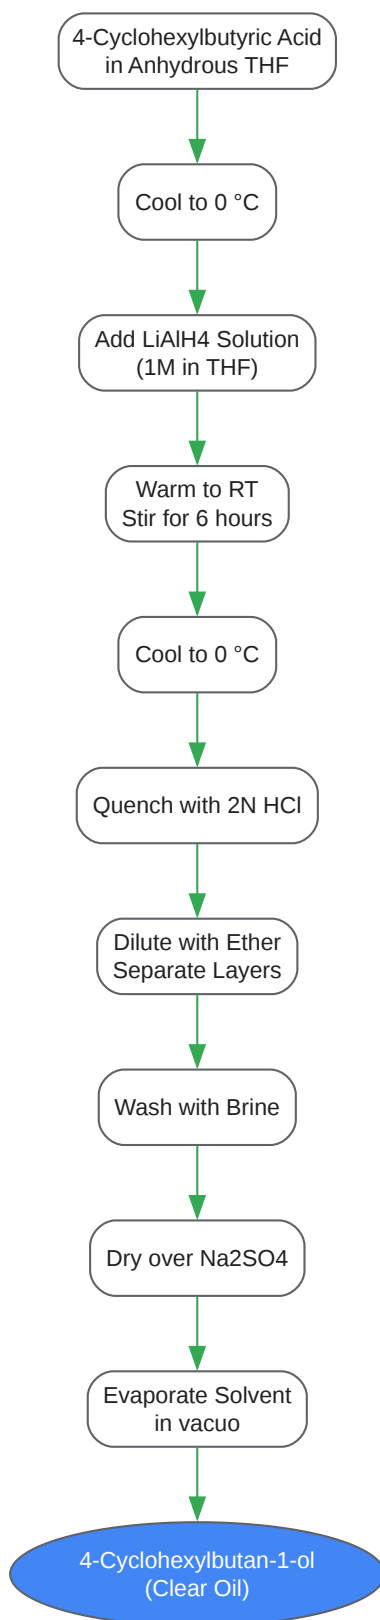 4-Cyclohexylbutyric Acid
in Anhydrous THF
Cool to 0 °C
Add LiAlH4 Solution
(1M in THF)
Warm to RT
Stir for 6 hours
Cool to 0 °C
Quench with 2N HCl
Dilute with Ether
Separate Layers
Wash with Brine
Dry over Na2SO4
Evaporate Solvent
in vacuo
4-Cyclohexylbutan-1-ol
(Clear Oil)